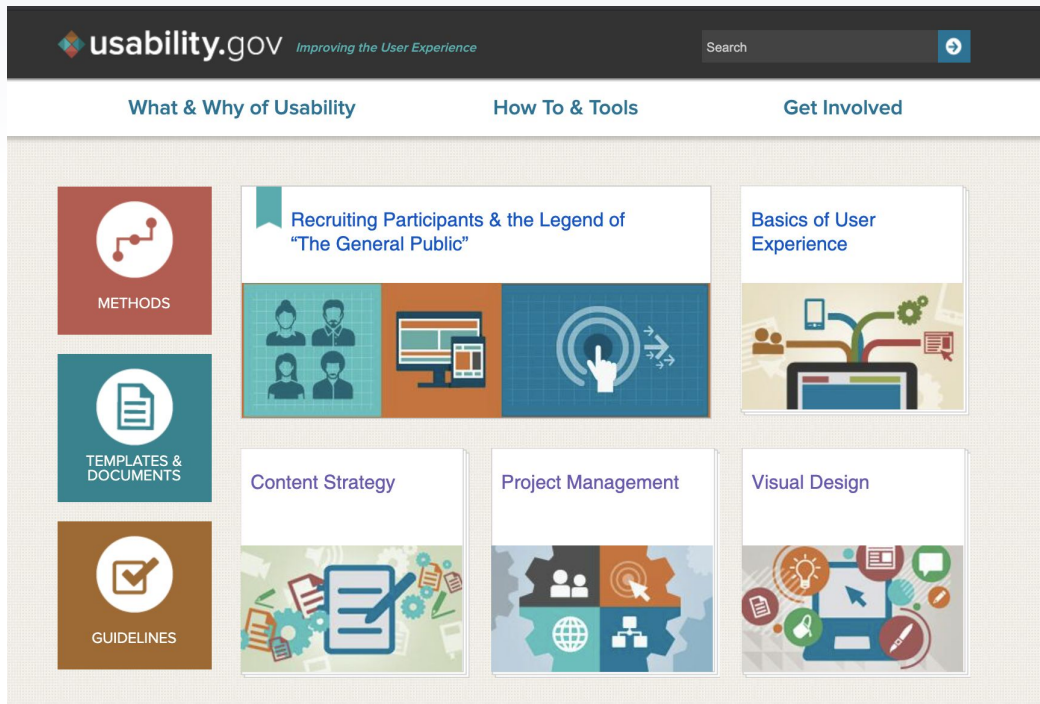 usability.gov Improving the User Experience
Search
What & Why of Usability How To & Tools Get Involved
METHODS
TEMPLATES &
DOCUMENTS
GUIDELINES
Recruiting Participants & the Legend of
“The General Public”
Basics of User
Experience
Content Strategy
Project Management
Visual Design